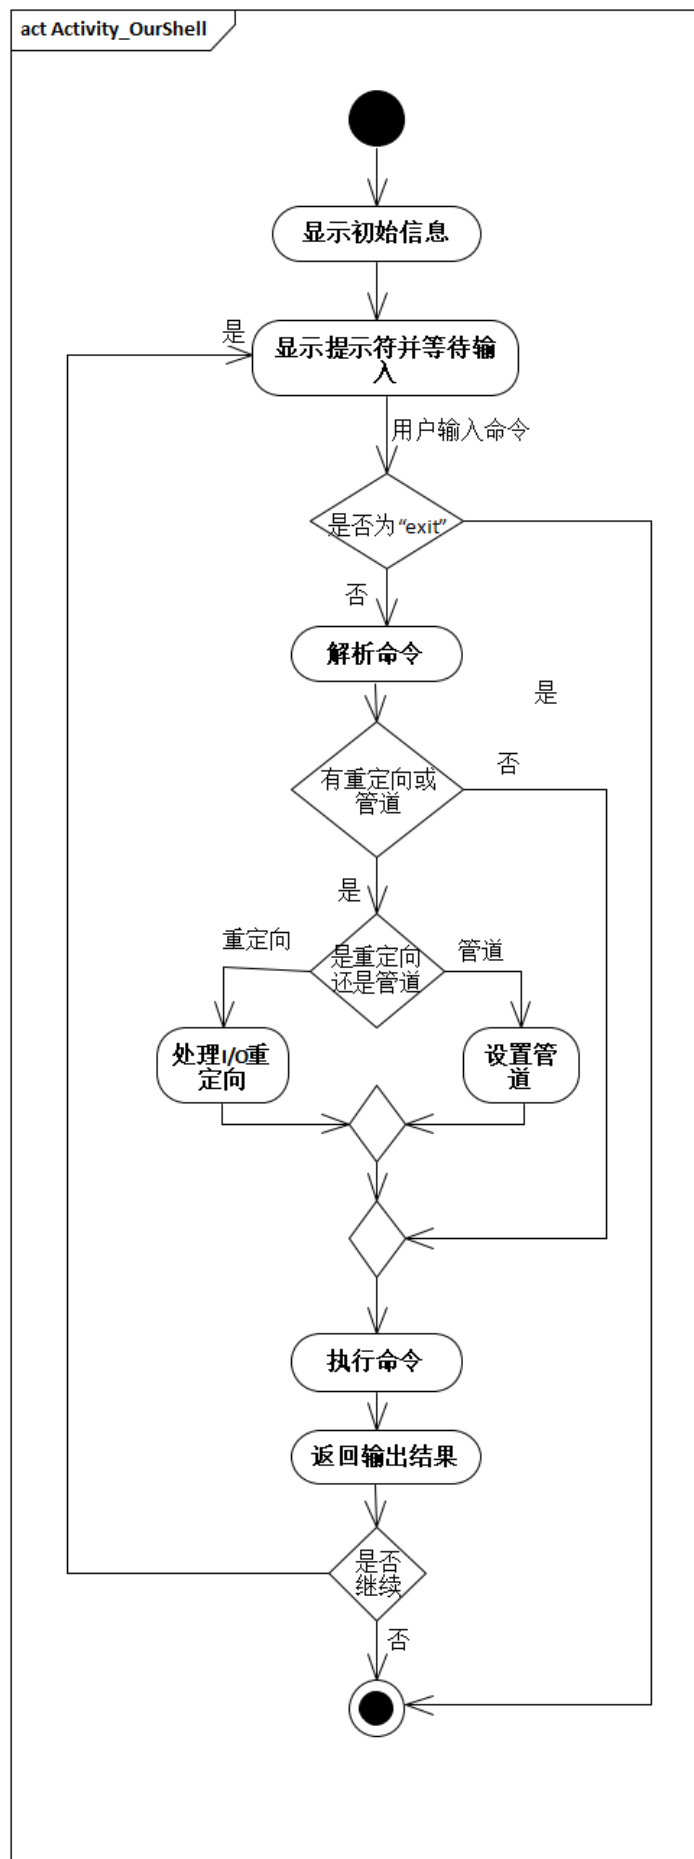 act Activity_OurShell
显示初始信息
是
显示提示符并等待输
入
用户输入命令
是否为“exit”
否
解析命令
是
有重定向或
管道
否
是
重定向
是重定向
还是管道
管道
处理I/O重
定向
设置管
道
执行命令
返回输出结果
是否
继续
否